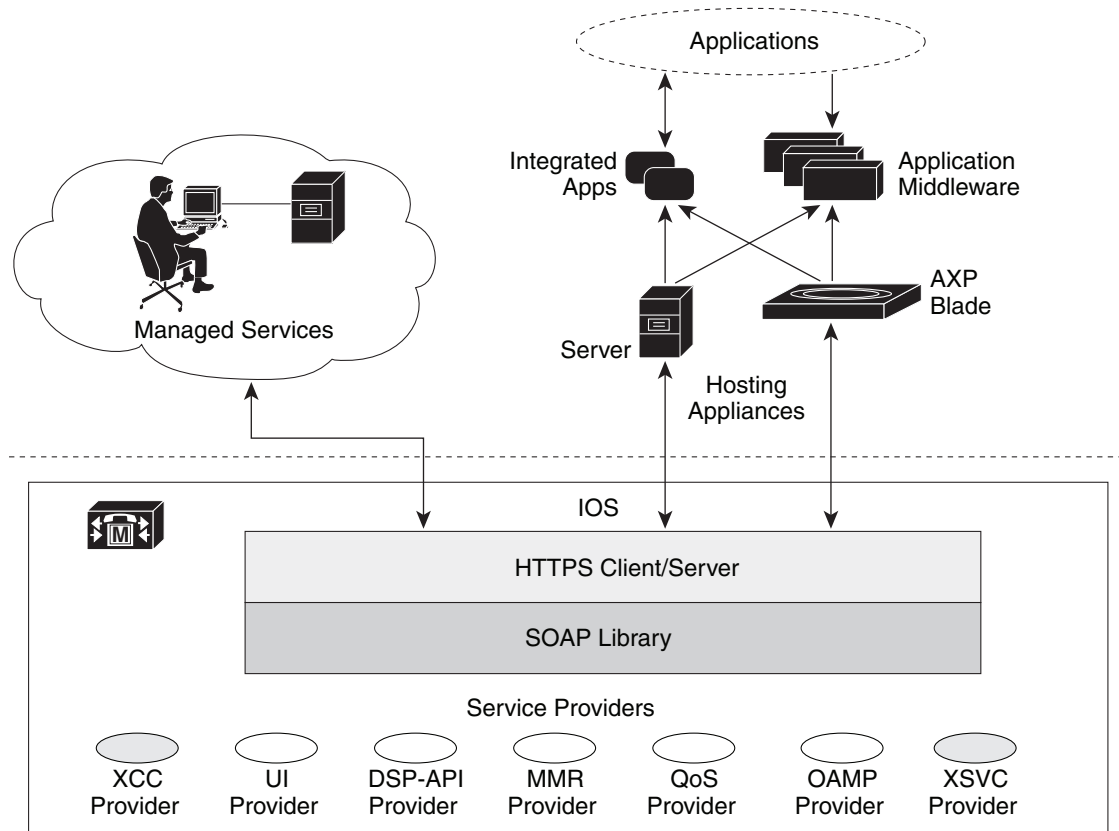 Applications
Integrated
Apps
Application
Middleware
Managed Services
Server
AXP
Blade
Hosting
Appliances
IOS
M
HTTPS Client/Server
SOAP Library
Service Providers
XCC
Provider
UI
Provider
DSP-API
Provider
MMR
Provider
QoS
Provider
OAMP
Provider
XSVC
Provider